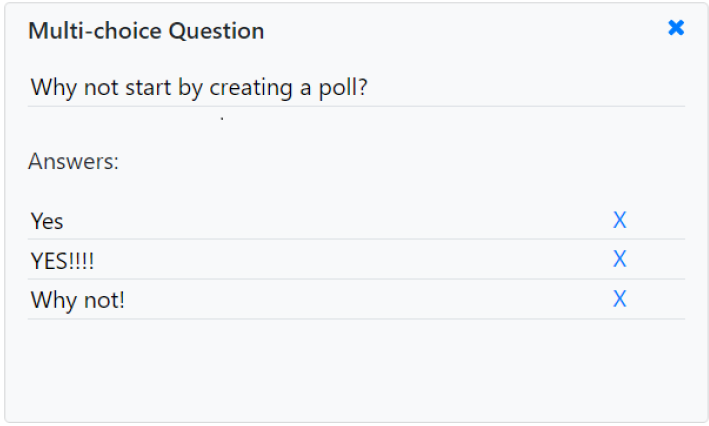 Multi-choice Question
Why not start by creating a poll?
Answers:
Yes X
YES!!!! X
Why not! X